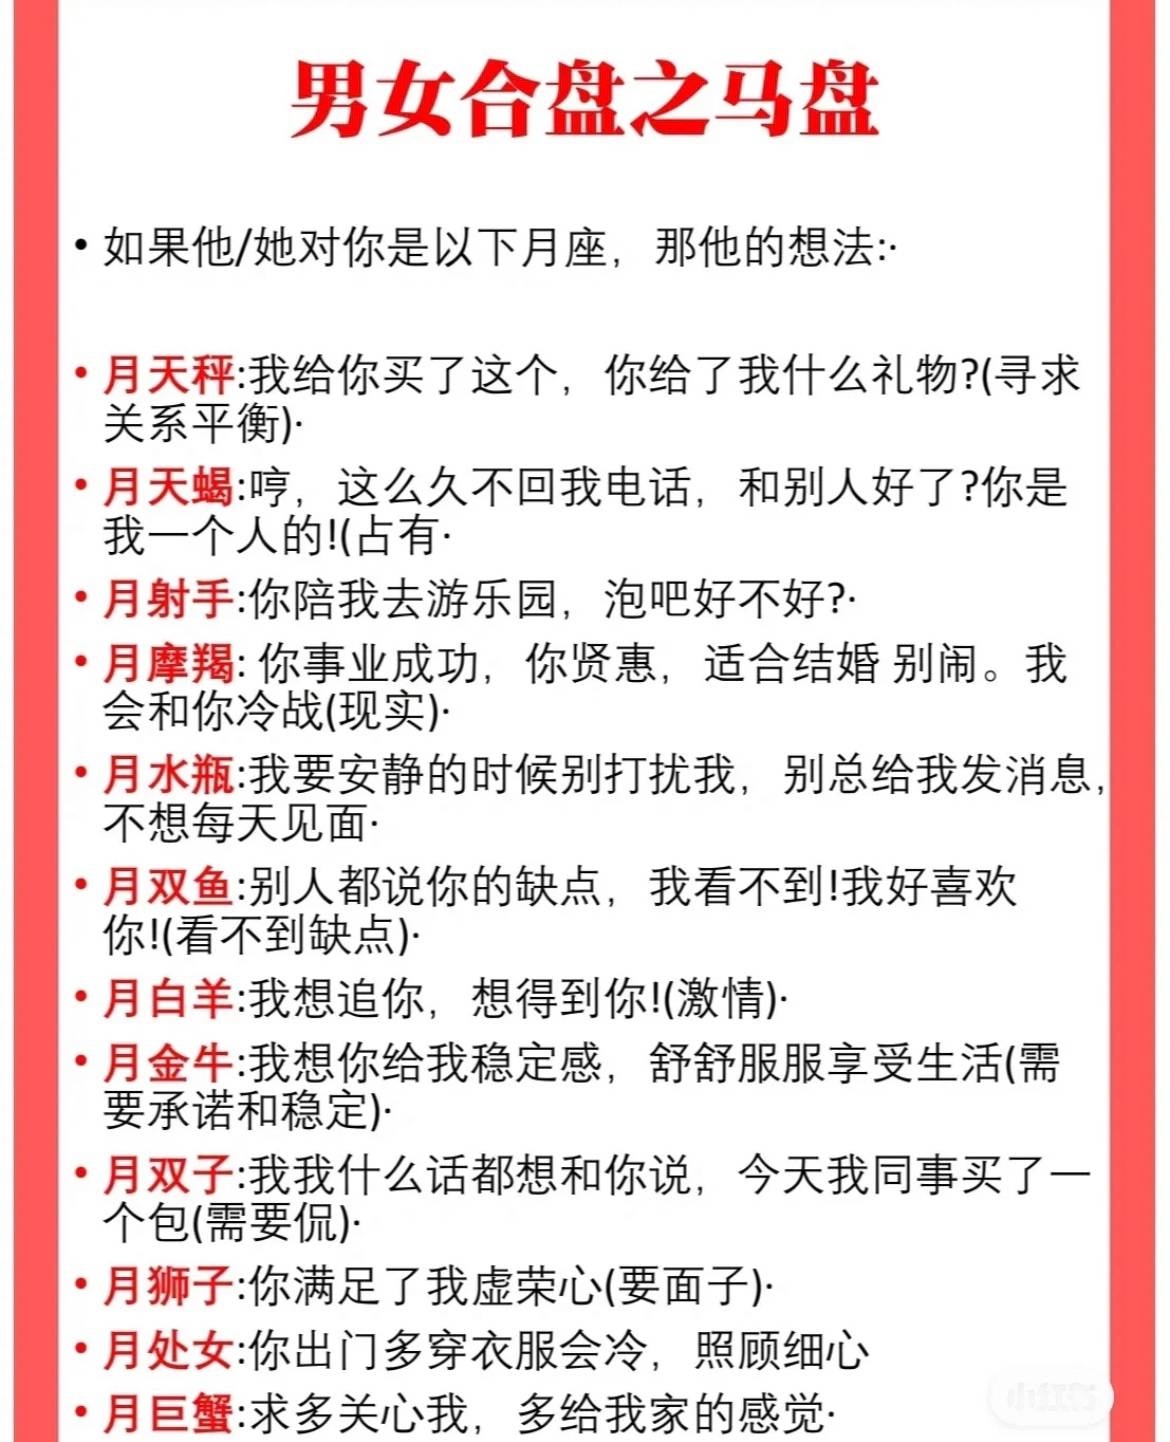 男女合盘之马盘
• 如果他/她对你是以下月座，那他的想法:·
• 月天秤:我给你买了这个，你给了我什么礼物?(寻求
关系平衡)·
• 月天蝎:哼，这么久不回我电话，和别人好了?你是
我一个人的!(占有·
• 月射手:你陪我去游乐园，泡吧好不好?·
• 月摩羯: 你事业成功，你贤惠，适合结婚 别闹。我
会和你冷战(现实)·
• 月水瓶:我要安静的时候别打扰我，别总给我发消息，
不想每天见面·
• 月双鱼:别人都说你的缺点，我看不到!我好喜欢
你!(看不到缺点)·
• 月白羊:我想追你，想得到你!(激情)·
• 月金牛:我想你给我稳定感，舒舒服服享受生活(需
要承诺和稳定)·
• 月双子:我我什么话都想和你说，今天我同事买了一
个包(需要侃)·
• 月狮子:你满足了我虚荣心(要面子)·
• 月处女:你出门多穿衣服会冷，照顾细心
• 月巨蟹:求多关心我，多给我家的感觉·
小红书